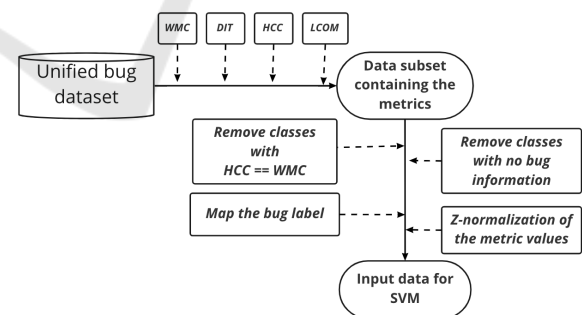 WMC
DIT
HCC
LCOM
Unified bug
dataset
Data subset
containing the
metrics
Remove classes
with
HCC == WMC
Remove classes
with no bug
information
Map the bug label
Z-normalization of
the metric values
Input data for
SVM